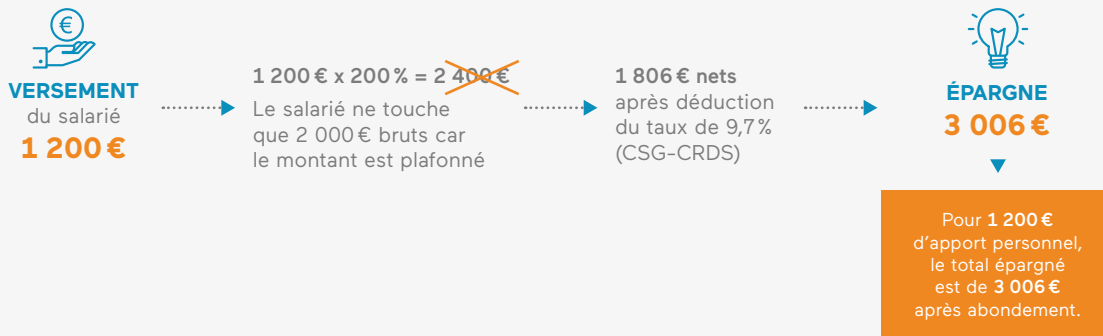 €
VERSEMENT
du salarié
1 200 €
1 200 € x 200 % = 2 400 €
Le salarié ne touche
que 2 000 € bruts car
le montant est plafonné
1 806 € nets
après déduction
du taux de 9,7 %
(CSG-CRDS)
ÉPARGNE
3 006 €
Pour 1 200 €
d'apport personnel,
le total épargné
est de 3 006 €
après abondement.